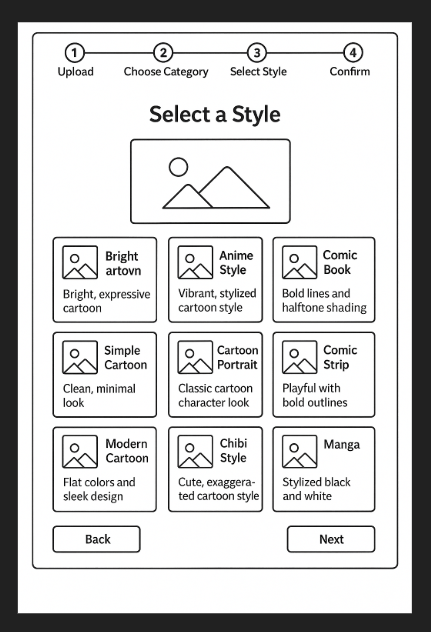 1 2 3 4
Upload Choose Category Select Style Confirm
Select a Style
Bright
artovn
Bright, expressive
cartoon
Anime
Style
Vibrant, stylized
cartoon style
Comic
Book
Bold lines and
halftone shading
Simple
Cartoon
Clean, minimal
look
Cartoon
Portrait
Classic cartoon
character look
Comic
Strip
Playful with
bold outlines
Modern
Cartoon
Flat colors and
sleek design
Chibi
Style
Cute, exaggera-
ted cartoon style
Manga
Stylized black
and white
Back
Next